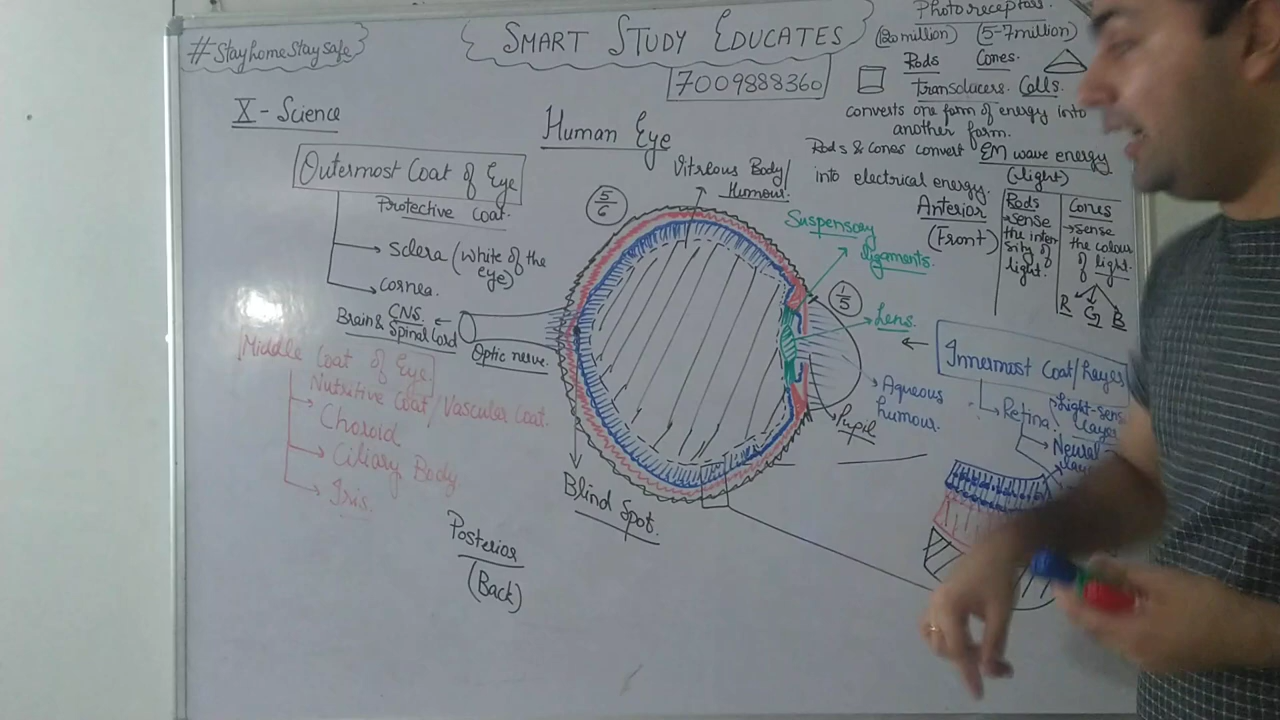 #Stayhomestaysafe
SMART STUDY EDUCATES
7009888360
X - Science
Human Eye
Outermost Coat of Eye
Protective coat.
Sclera (white of the
eye)
Cornea.
CNS.
Brain & Spinal Cord
Optic nerve.
Middle Coat of Eye
Nutritive Coat/Vascular Coat.
Choroid
Ciliary Body
Iris.
Posterior
(Back)
Blind Spot.
5/6
Vitreous Body/
Humour.
Suspensory
ligaments.
1/5
Lens.
Aqueous
humour.
Pupil
Anterior
(Front)
Photoreceptors.
(20 million) (5-7 million)
Rods Cones.
Transducers. Cells.
converts one form of energy into
another form.
Rods & Cones convert EM wave energy
(light)
into electrical energy.
Rods
→sense
the inten
sity of
light.
Cones
→sense
the colour
of light.
R G B
Innermost Coat/Layer
Retina
Light-sens
layer
Neural